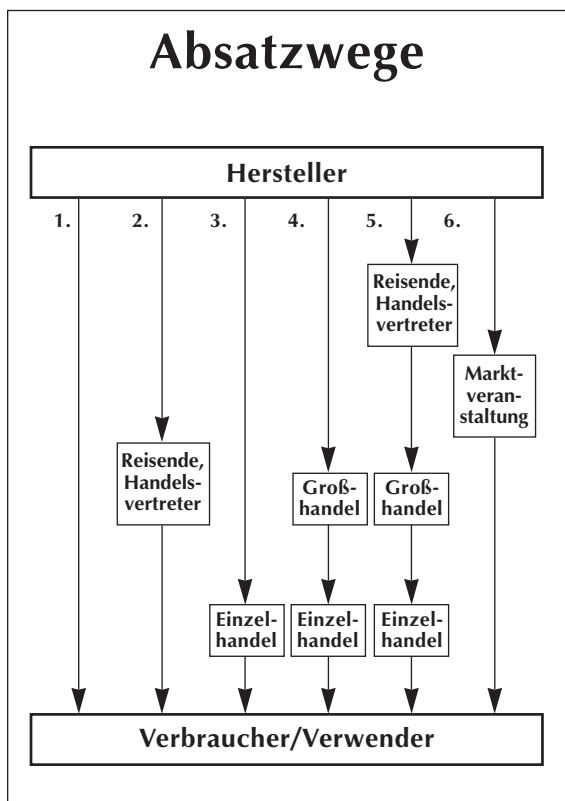 Absatzwege
Hersteller
1. 2. 3. 4. 5. 6.
Reisende,
Handels-
vertreter
Markt-
veran-
staltung
Reisende,
Handels-
vertreter
Groß-
handel
Groß-
handel
Einzel-
handel
Einzel-
handel
Einzel-
handel
Verbraucher/Verwender